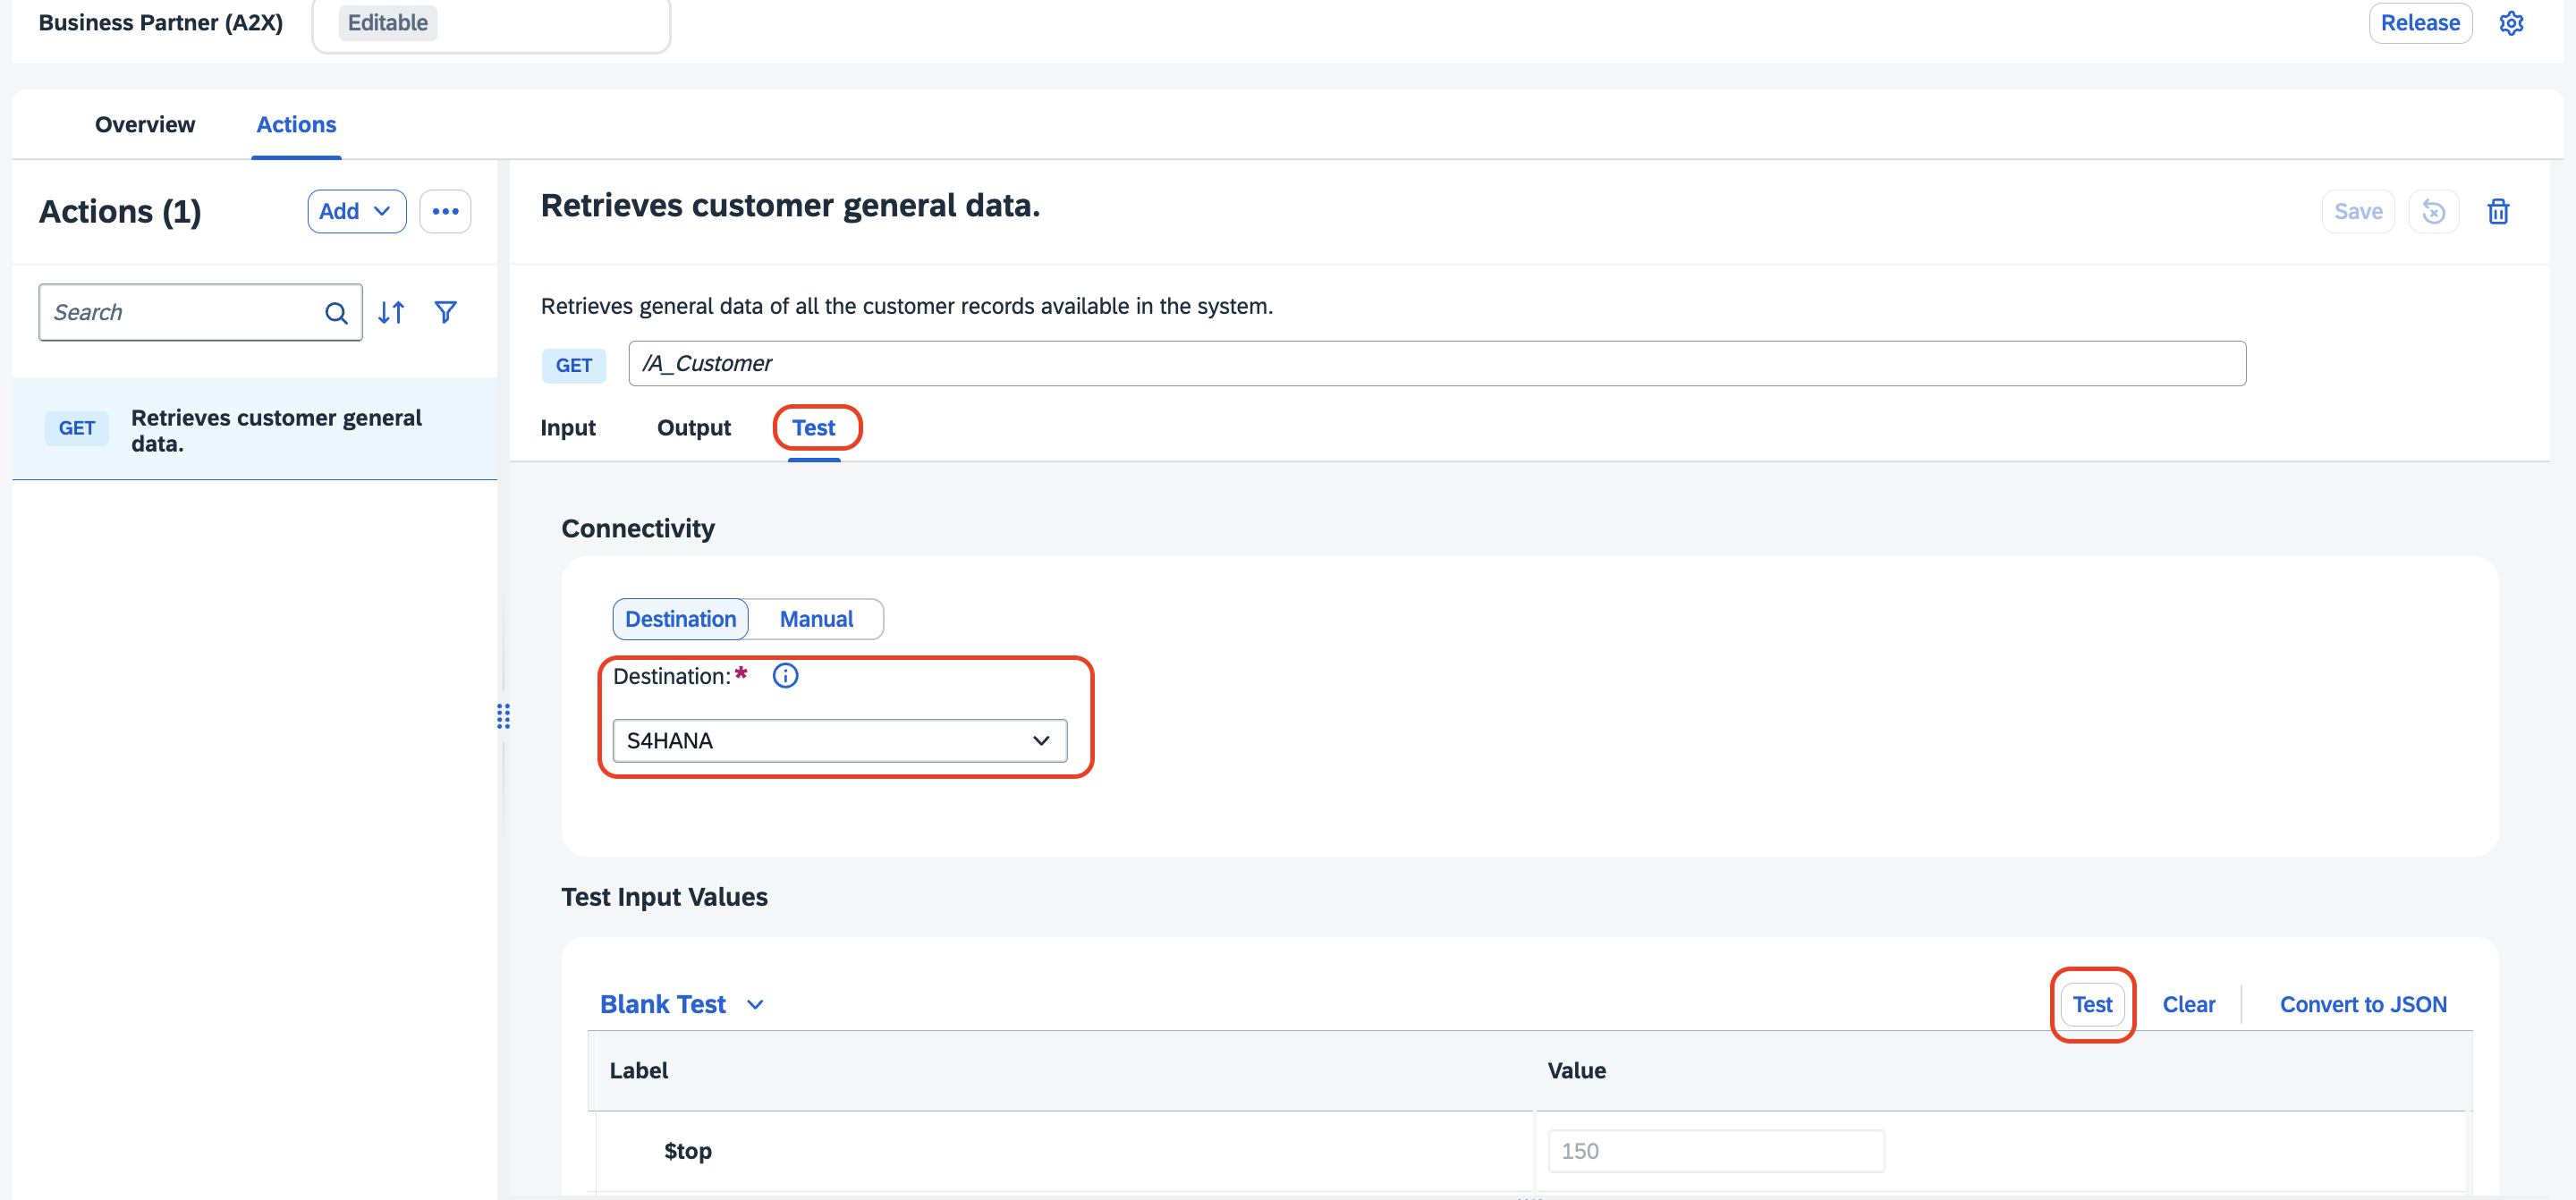 Business Partner (A2X)
Editable
Release
Overview
Actions
Actions (1)
Add
Retrieves customer general data.
Save
Search
Retrieves general data of all the customer records available in the system.
GET
/A_Customer
GET
Retrieves customer general
data.
Input
Output
Test
Connectivity
Destination
Manual
Destination:*
S4HANA
Test Input Values
Blank Test
Test
Clear
Convert to JSON
Label
Value
$top
150